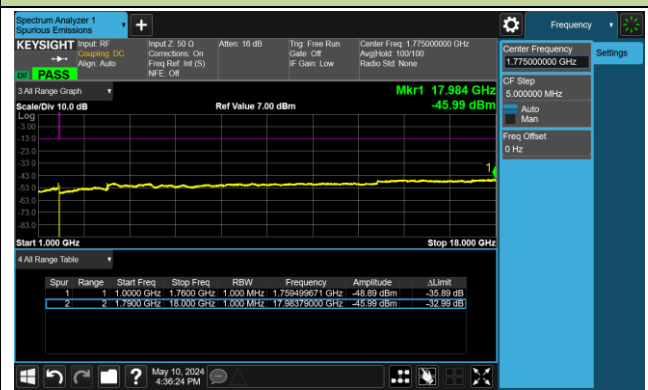 Spectrum Analyzer 1
Spurious Emissions
+
Frequency
KEYSIGHT Input: RF Input Z: 50 Ω Atten: 16 dB Trig: Free Run Center Freq: 1.775000000 GHz
Coupling: DC Corrections: On Gate: Off Avg|Hold: 100/100
Align: Auto Freq Ref: Int (S) IF Gain: Low Radio Std: None
NFE: Off
LXI PASS
3 All Range Graph
Mkr1 17.984 GHz
Scale/Div 10.0 dB Ref Value 7.00 dBm -45.99 dBm
Log
-3.00
-13.0
-23.0
-33.0
-43.0
-53.0
-63.0
-73.0
-83.0
1
Start 1.000 GHz Stop 18.000 GHz
4 All Range Table
Spur Range Start Freq Stop Freq RBW Frequency Amplitude ΔLimit
1 1 1.0000 GHz 1.7600 GHz 1.000 MHz 1.759499671 GHz -48.89 dBm -35.89 dB
2 2 1.7900 GHz 18.000 GHz 1.000 MHz 17.98379000 GHz -45.99 dBm -32.99 dB
Center Frequency
1.775000000 GHz
Settings
CF Step
5.000000 MHz
Auto
Man
Freq Offset
0 Hz
?
May 10, 2024
4:36:24 PM